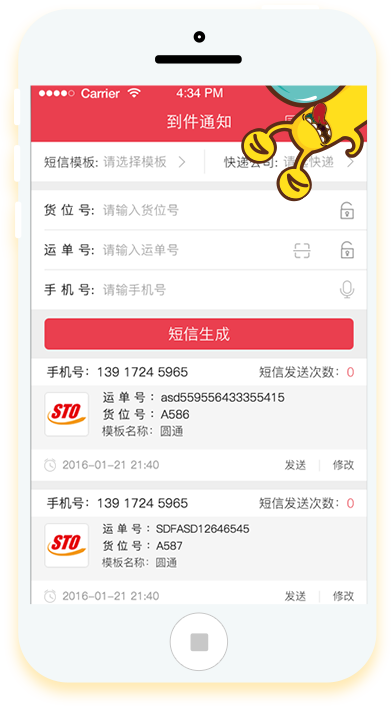 Carrier 4:34 PM
到件通知
短信模板: 请选择模板 快递公司: 请 快递
货 位 号: 请输入货位号
运 单 号: 请输入运单号
手 机 号: 请输手机号
短信生成
手机号: 139 1724 5965 短信发送次数: 0
STO
运 单 号 : asd559556433355415
货 位 号 : A586
模板名称: 圆通
2016-01-21 21:40 发送 修改
手机号: 139 1724 5965 短信发送次数: 0
STO
运 单 号 : SDFASD12646545
货 位 号 : A587
模板名称: 圆通
2016-01-21 21:40 发送 修改